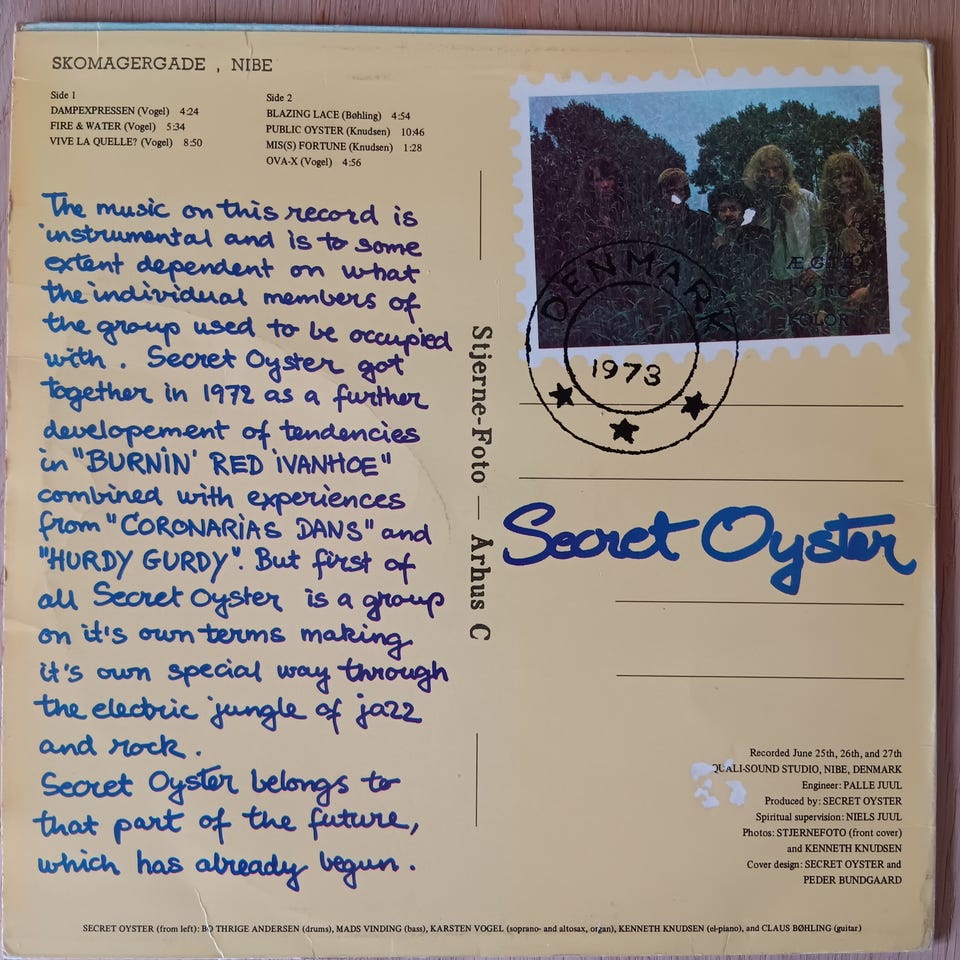 SKOMAGERGADE , NIBE
Side 1
DAMPEXPRESSEN (Vogel) 4:24
FIRE & WATER (Vogel) 5:34
VIVE LA QUELLE? (Vogel) 8:50
Side 2
BLAZING LACE (Bøhling) 4:54
PUBLIC OYSTER (Knudsen) 10:46
MIS(S) FORTUNE (Knudsen) 1:28
OVA-X (Vogel) 4:56
The music on this record is
instrumental and is to some
extent dependent on what
the individual members of
the group used to be occupied
with. Secret Oyster got
together in 1972 as a further
developement of tendencies
in "BURNIN' RED IVANHOE"
combined with experiences
from "CORONARIAS DANS" and
"HURDY GURDY". But first of
all Secret Oyster is a group
on it's own terms making
it's own special way through
the electric jungle of jazz
and rock.
Secret Oyster belongs to
that part of the future,
which has already begun.
Stjerne-Foto — Århus C
ÆGTE
FOTO
KOLOR
DENMARK
1973
Secret Oyster
Recorded June 25th, 26th, and 27th
QUALI-SOUND STUDIO, NIBE, DENMARK
Engineer: PALLE JUUL
Produced by: SECRET OYSTER
Spiritual supervision: NIELS JUUL
Photos: STJERNEFOTO (front cover)
and KENNETH KNUDSEN
Cover design: SECRET OYSTER and
PEDER BUNDGAARD
SECRET OYSTER (from left): BO THRIGE ANDERSEN (drums), MADS VINDING (bass), KARSTEN VOGEL (soprano- and altosax, organ), KENNETH KNUDSEN (el-piano), and CLAUS BØHLING (guitar)